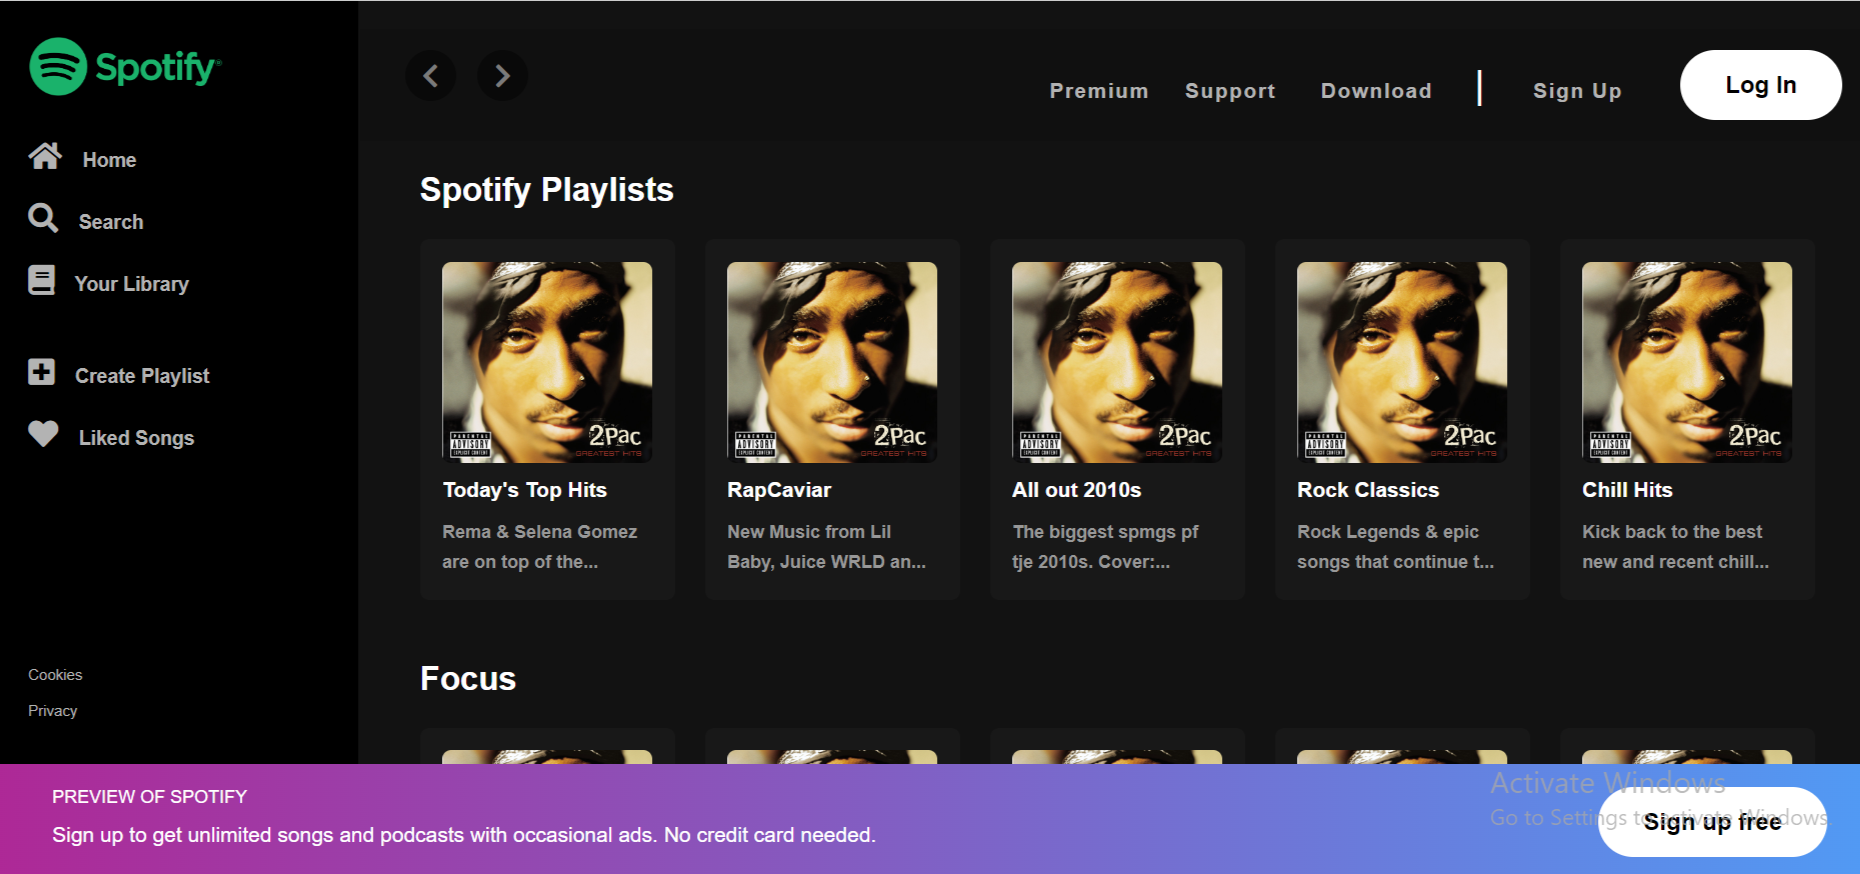 Spotify®
Home
Search
Your Library
Create Playlist
Liked Songs
Cookies
Privacy
Premium Support Download | Sign Up Log In
Spotify Playlists
PARENTAL ADVISORY EXPLICIT CONTENT 2Pac GREATEST HITS
Today's Top Hits
Rema & Selena Gomez
are on top of the...
PARENTAL ADVISORY EXPLICIT CONTENT 2Pac GREATEST HITS
RapCaviar
New Music from Lil
Baby, Juice WRLD an...
PARENTAL ADVISORY EXPLICIT CONTENT 2Pac GREATEST HITS
All out 2010s
The biggest spmgs pf
tje 2010s. Cover:...
PARENTAL ADVISORY EXPLICIT CONTENT 2Pac GREATEST HITS
Rock Classics
Rock Legends & epic
songs that continue t...
PARENTAL ADVISORY EXPLICIT CONTENT 2Pac GREATEST HITS
Chill Hits
Kick back to the best
new and recent chill...
Focus
PREVIEW OF SPOTIFY
Sign up to get unlimited songs and podcasts with occasional ads. No credit card needed.
Sign up free
Activate Windows
Go to Settings to activate Windows